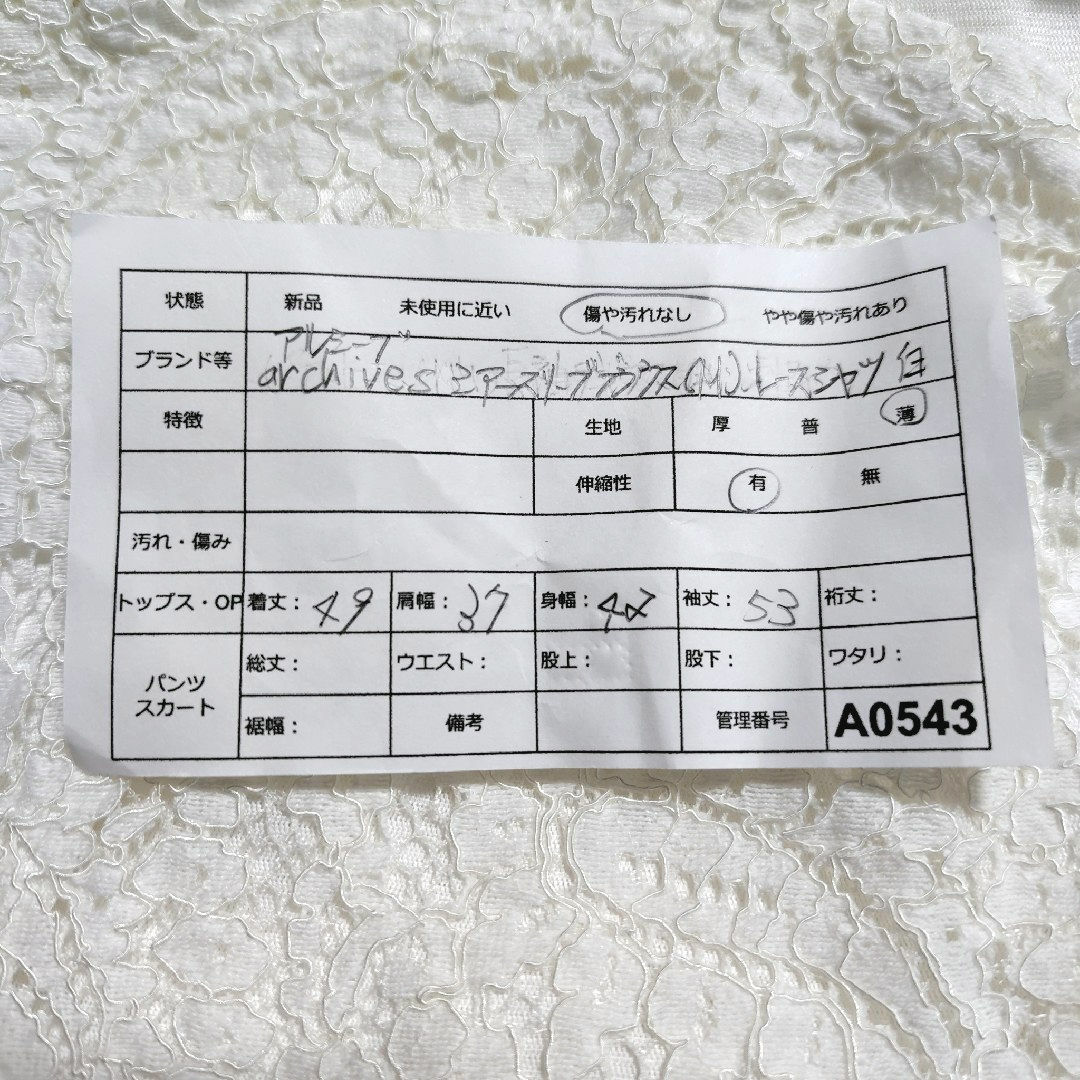 状態 新品 未使用に近い 傷や汚れなし やや傷や汚れあり
アルシーブ
ブランド等 archives シアースリーブブラウス(M)レースシャツ 白
特徴 生地 厚 普 薄
伸縮性 有 無
汚れ・傷み
トップス・OP 着丈: 49 肩幅: 37 身幅: 42 袖丈: 53 裄丈:
パンツ スカート 総丈: ウエスト: 股上: 股下: ワタリ:
裾幅: 備考 管理番号 A0543